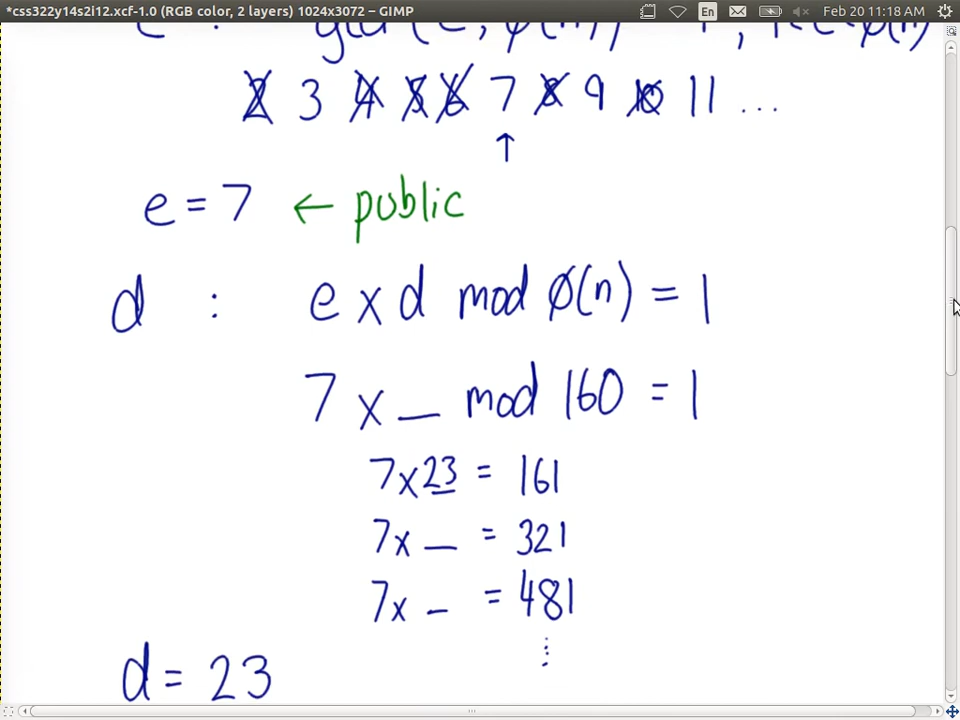 *css322y14s2i12.xcf-1.0 (RGB color, 2 layers) 1024x3072 – GIMP En Feb 20 11:18 AM
2 3 4 5 6 7 8 9 10 11 ...
↑
e = 7 ← public
d : e x d mod φ(n) = 1
7 x _ mod 160 = 1
7x23 = 161
7x _ = 321
7x _ = 481
⋮
d = 23